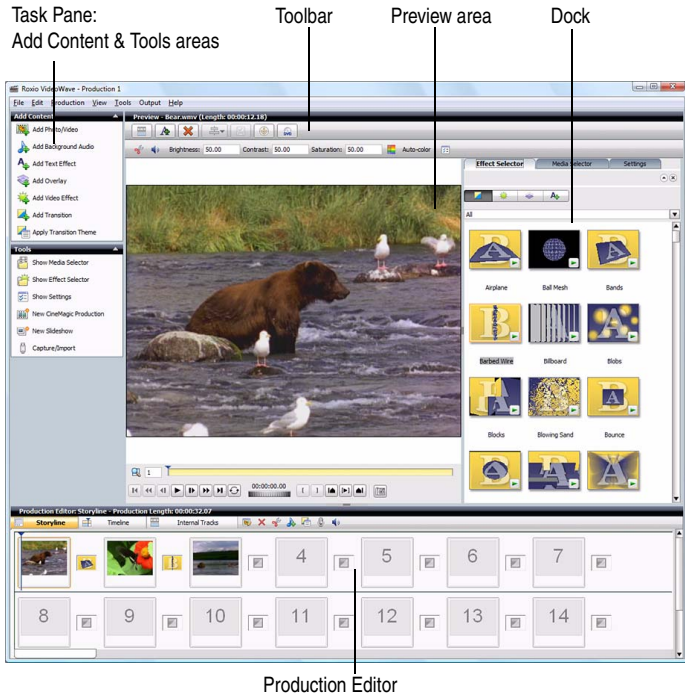 Task Pane:
Add Content & Tools areas
Toolbar
Preview area
Dock
Roxio VideoWave - Production 1
File Edit Production View Tools Output Help
Add Content
Add Photo/Video
Add Background Audio
Add Text Effect
Add Overlay
Add Video Effect
Add Transition
Apply Transition Theme
Tools
Show Media Selector
Show Effect Selector
Show Settings
New CineMagic Production
New Slideshow
Capture/Import
Preview - Bear.wmv (Length: 00:00:12.18)
Brightness: 50.00 Contrast: 50.00 Saturation: 50.00 Auto-color
1
00:00:00.00
Effect Selector Media Selector Settings
All
Airplane Ball Mesh Bands
Barbed Wire Billboard Blobs
Blocks Blowing Sand Bounce
Production Editor: Storyline - Production Length: 00:00:32.07
Storyline Timeline Internal Tracks
4 5 6 7
8 9 10 11 12 13 14
Production Editor